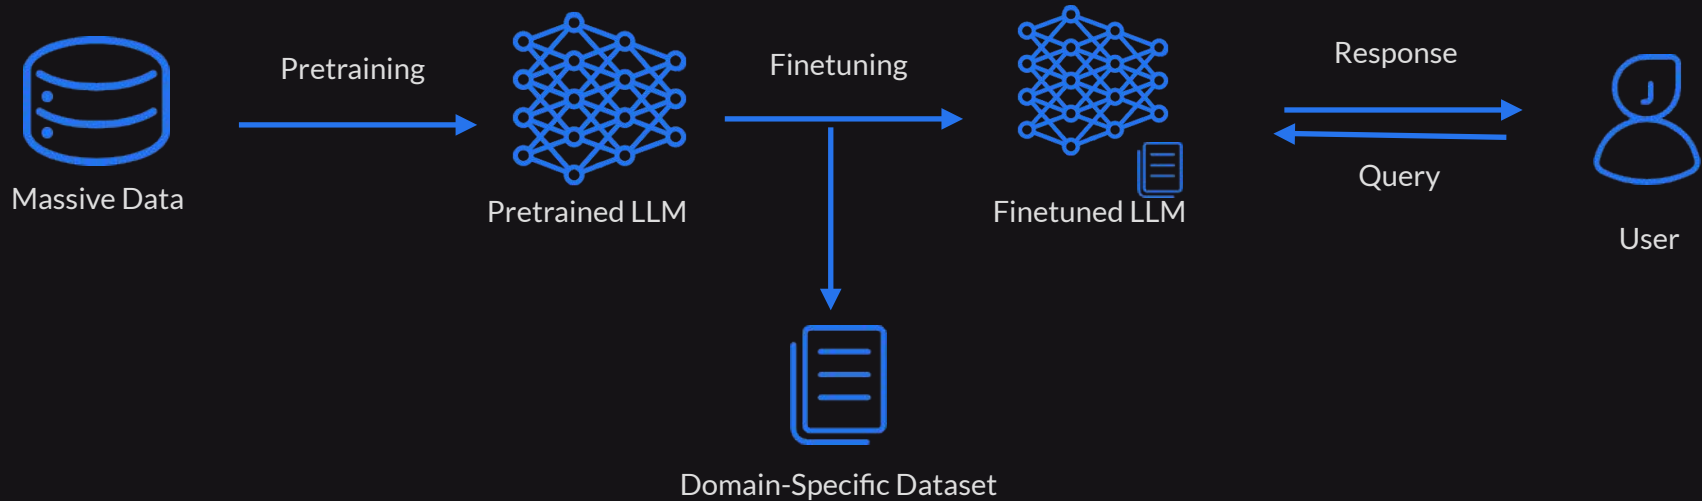 Massive Data
Pretraining
Pretrained LLM
Finetuning
Domain-Specific Dataset
Finetuned LLM
Response
Query
User